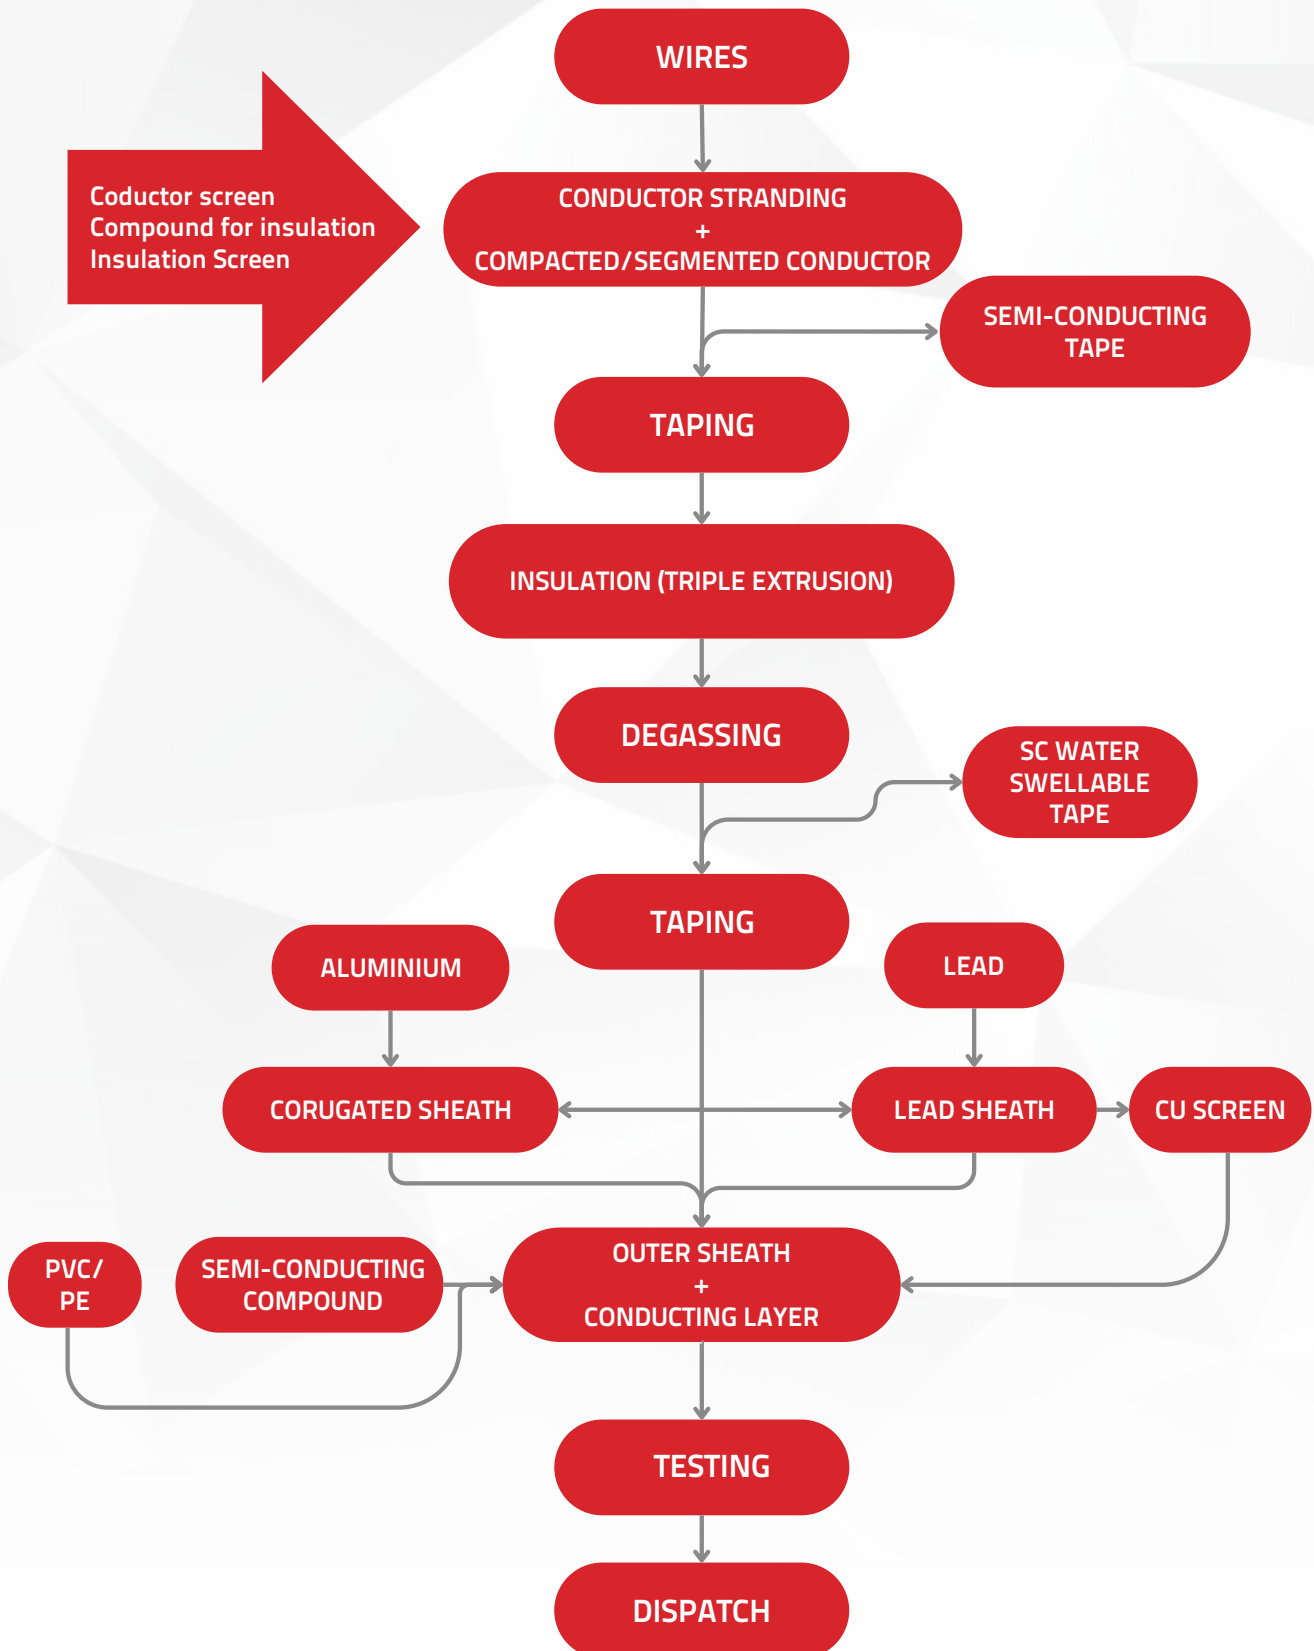 WIRES
Coductor screen
Compound for insulation
Insulation Screen
CONDUCTOR STRANDING
+
COMPACTED/SEGMENTED CONDUCTOR
SEMI-CONDUCTING
TAPE
TAPING
INSULATION (TRIPLE EXTRUSION)
DEGASSING
SC WATER
SWELLABLE
TAPE
TAPING
ALUMINIUM
LEAD
CORUGATED SHEATH
LEAD SHEATH
CU SCREEN
PVC/
PE
SEMI-CONDUCTING
COMPOUND
OUTER SHEATH
+
CONDUCTING LAYER
TESTING
DISPATCH